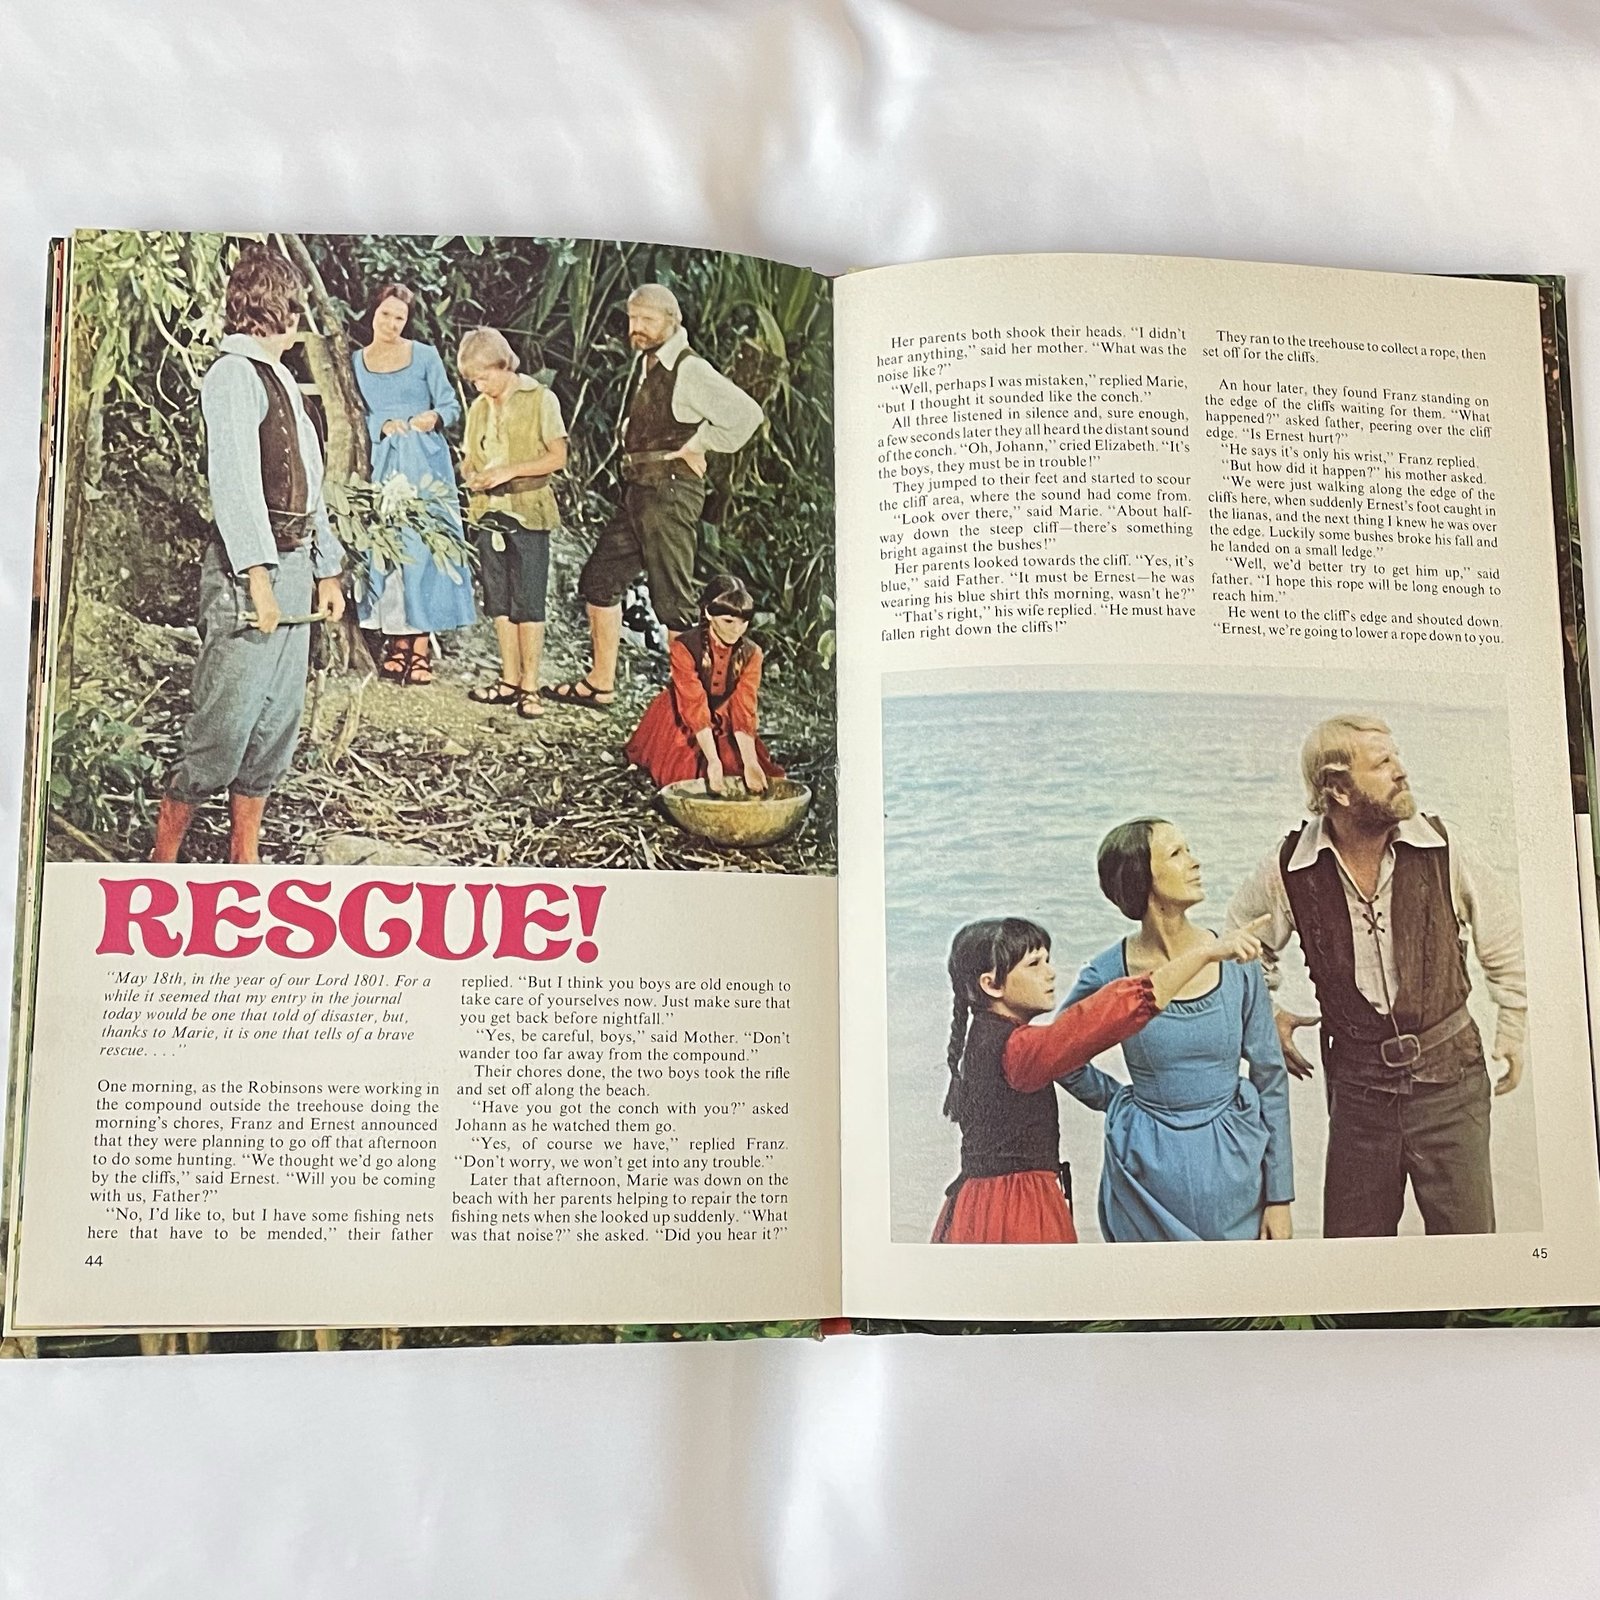 RESCUE!
"May 18th, in the year of our Lord 1801. For a
while it seemed that my entry in the journal
today would be one that told of disaster, but,
thanks to Marie, it is one that tells of a brave
rescue. . . ."
One morning, as the Robinsons were working in
the compound outside the treehouse doing the
morning's chores, Franz and Ernest announced
that they were planning to go off that afternoon
to do some hunting. "We thought we'd go along
by the cliffs," said Ernest. "Will you be coming
with us, Father?"
"No, I'd like to, but I have some fishing nets
here that have to be mended," their father
replied. "But I think you boys are old enough to
take care of yourselves now. Just make sure that
you get back before nightfall."
"Yes, be careful, boys," said Mother. "Don't
wander too far away from the compound."
Their chores done, the two boys took the rifle
and set off along the beach.
"Have you got the conch with you?" asked
Johann as he watched them go.
"Yes, of course we have," replied Franz.
"Don't worry, we won't get into any trouble."
Later that afternoon, Marie was down on the
beach with her parents helping to repair the torn
fishing nets when she looked up suddenly. "What
was that noise?" she asked. "Did you hear it?"
44
Her parents both shook their heads. "I didn't
hear anything," said her mother. "What was the
noise like?"
"Well, perhaps I was mistaken," replied Marie,
"but I thought it sounded like the conch."
All three listened in silence and, sure enough,
a few seconds later they all heard the distant sound
of the conch. "Oh, Johann," cried Elizabeth. "It's
the boys, they must be in trouble!"
They jumped to their feet and started to scour
the cliff area, where the sound had come from.
"Look over there," said Marie. "About half-
way down the steep cliff—there's something
bright against the bushes!"
Her parents looked towards the cliff. "Yes, it's
blue," said Father. "It must be Ernest—he was
wearing his blue shirt this morning, wasn't he?"
"That's right," his wife replied. "He must have
fallen right down the cliffs!"
They ran to the treehouse to collect a rope, then
set off for the cliffs.
An hour later, they found Franz standing on
the edge of the cliffs waiting for them. "What
happened?" asked father, peering over the cliff
edge. "Is Ernest hurt?"
"He says it's only his wrist," Franz replied.
"But how did it happen?" his mother asked.
"We were just walking along the edge of the
cliffs here, when suddenly Ernest's foot caught in
the lianas, and the next thing I knew he was over
the edge. Luckily some bushes broke his fall and
he landed on a small ledge."
"Well, we'd better try to get him up," said
father. "I hope this rope will be long enough to
reach him."
He went to the cliff's edge and shouted down.
"Ernest, we're going to lower a rope down to you.
45